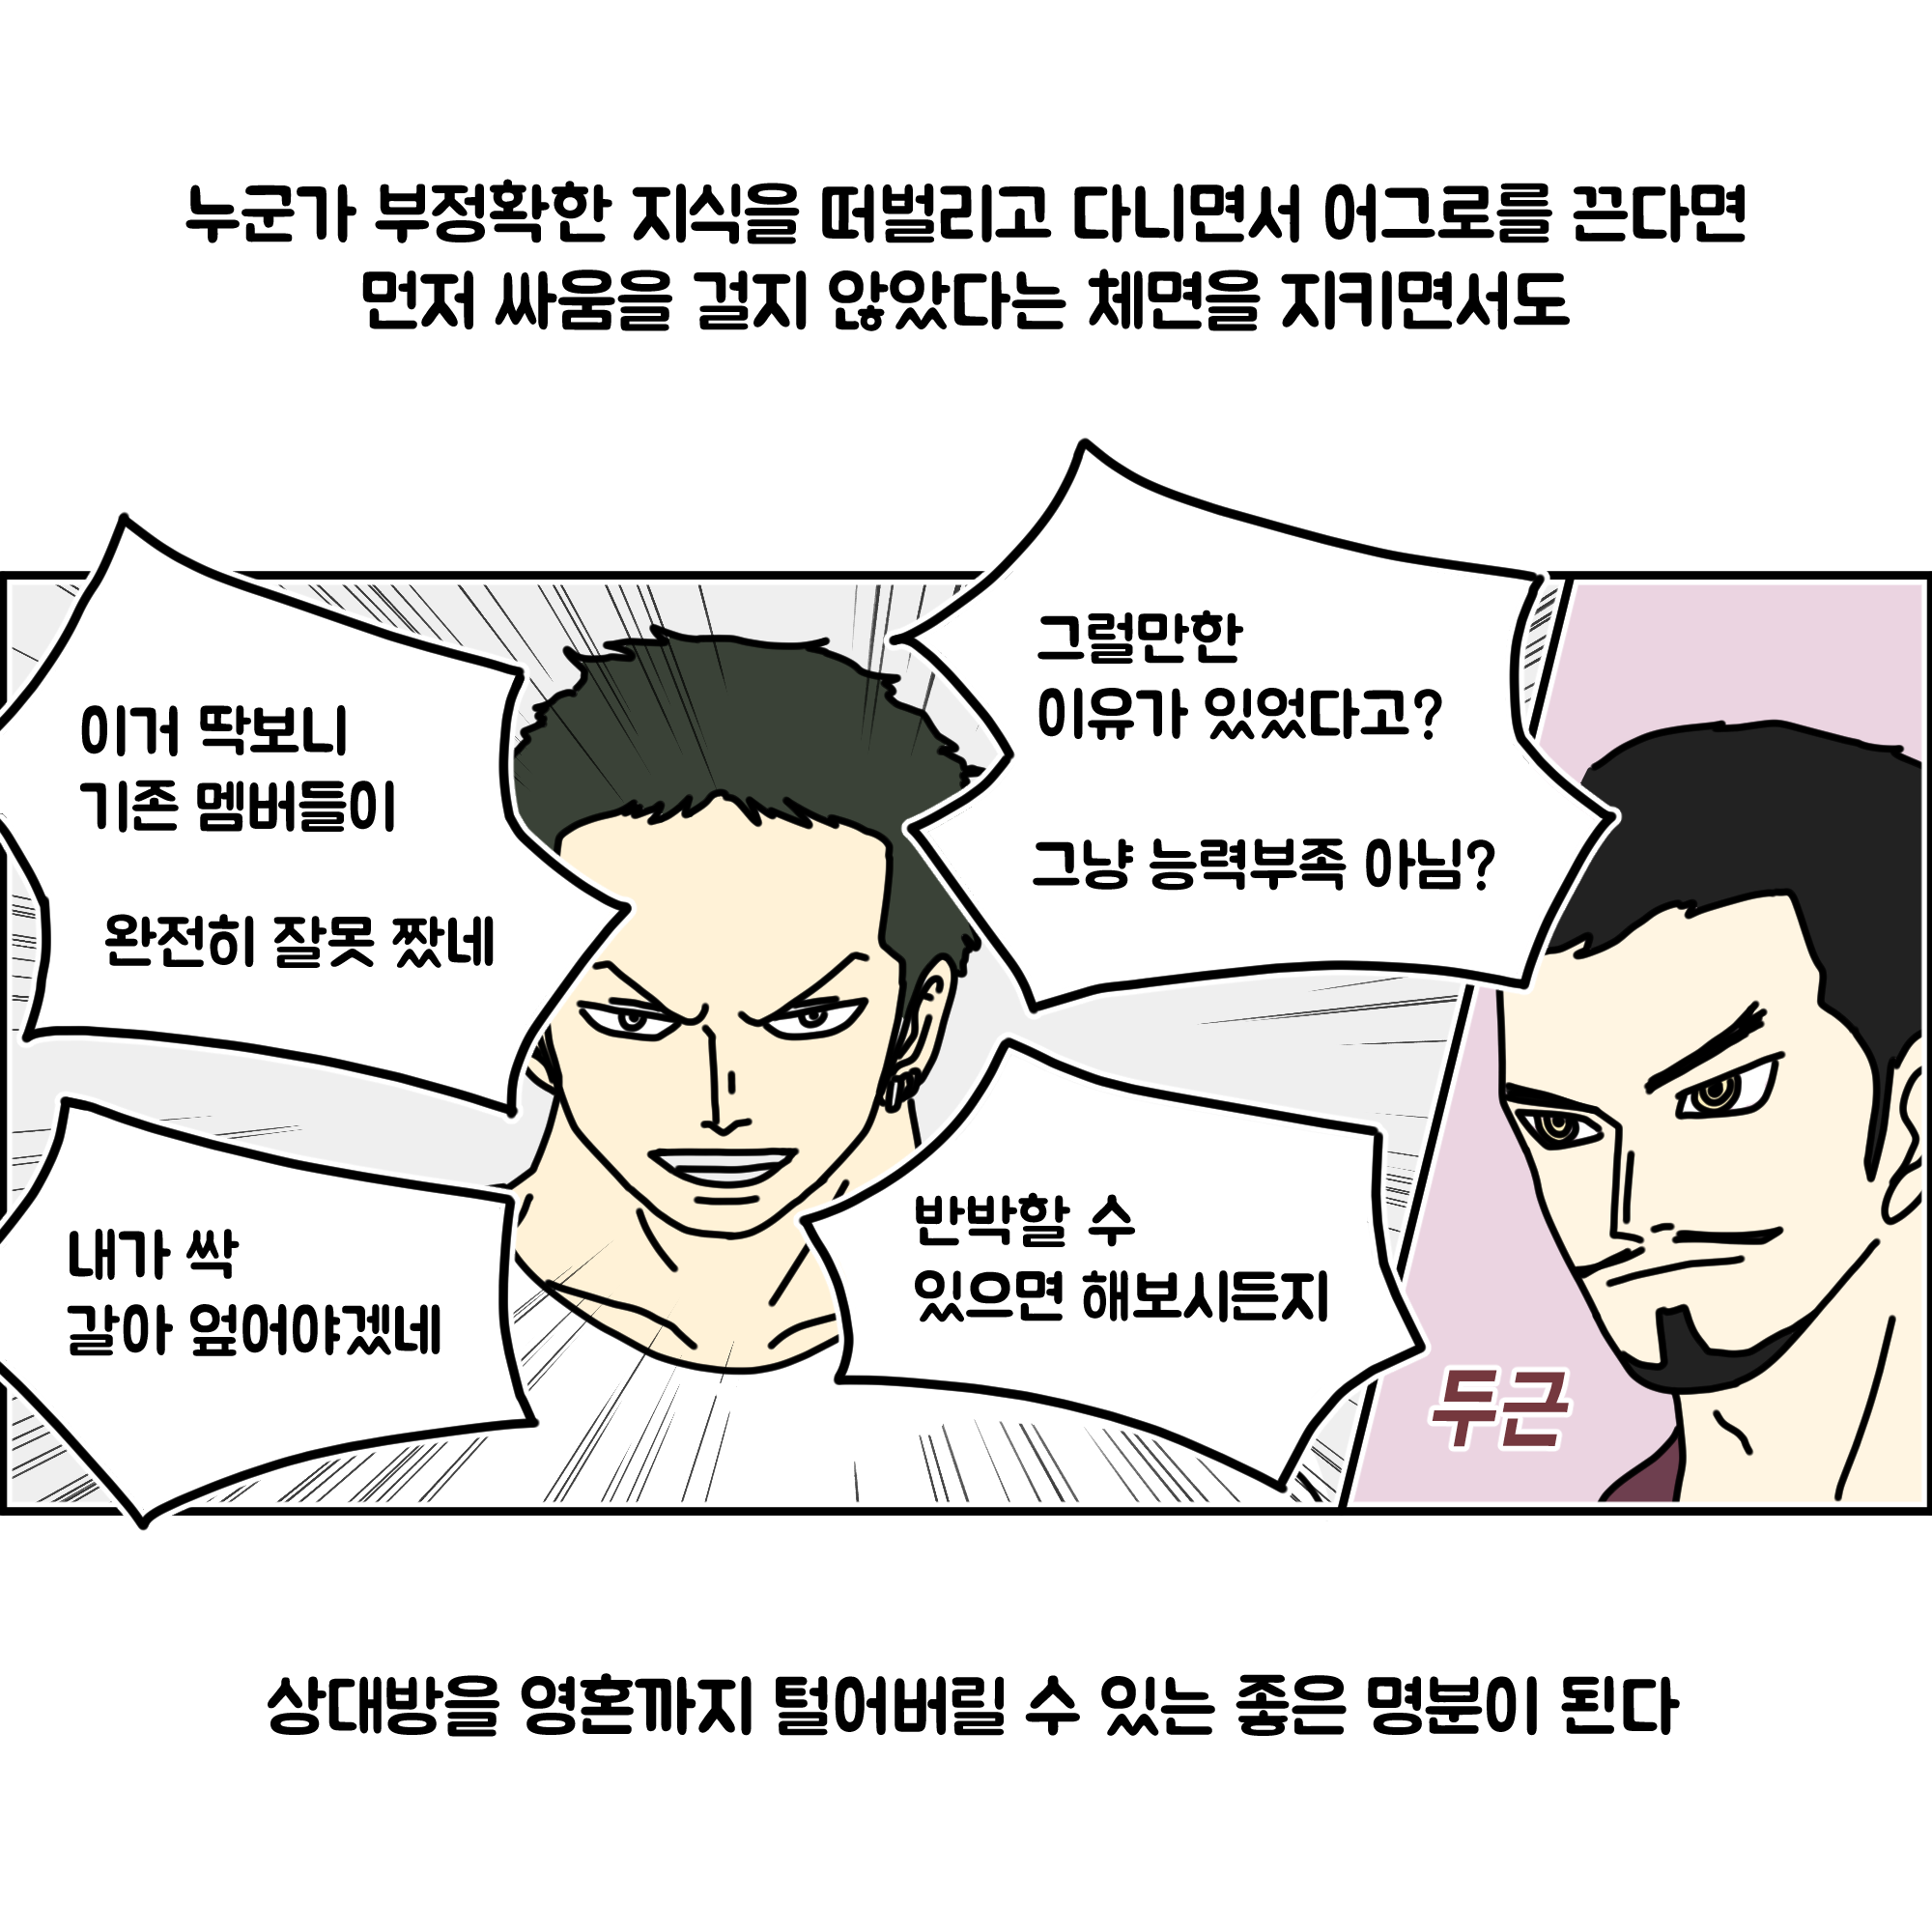 누군가 부정확한 지식을 떠벌리고 다니면서 어그로를 끈다면
먼저 싸움을 걸지 않았다는 체면을 지키면서도
이거 딱보니
기존 멤버들이
완전히 잘못 짰네
그럴만한
이유가 있었다고?
그냥 능력부족 아님?
내가 싹
갈아 엎어야겠네
반박할 수
있으면 해보시든지
두근
상대방을 영혼까지 털어버릴 수 있는 좋은 명분이 된다